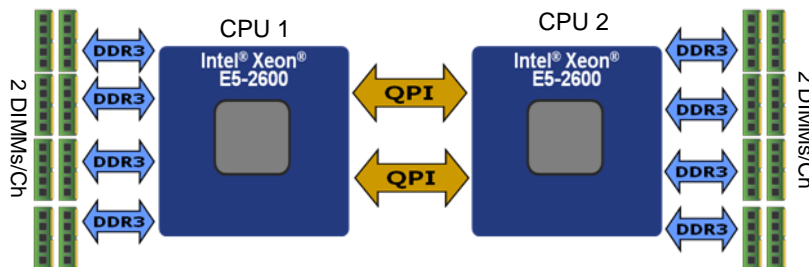 CPU 1
CPU 2
2 DIMMs/Ch
DDR3
DDR3
DDR3
DDR3
Intel® Xeon®
E5-2600
QPI
QPI
Intel® Xeon®
E5-2600
DDR3
DDR3
DDR3
DDR3
2 DIMMs/Ch